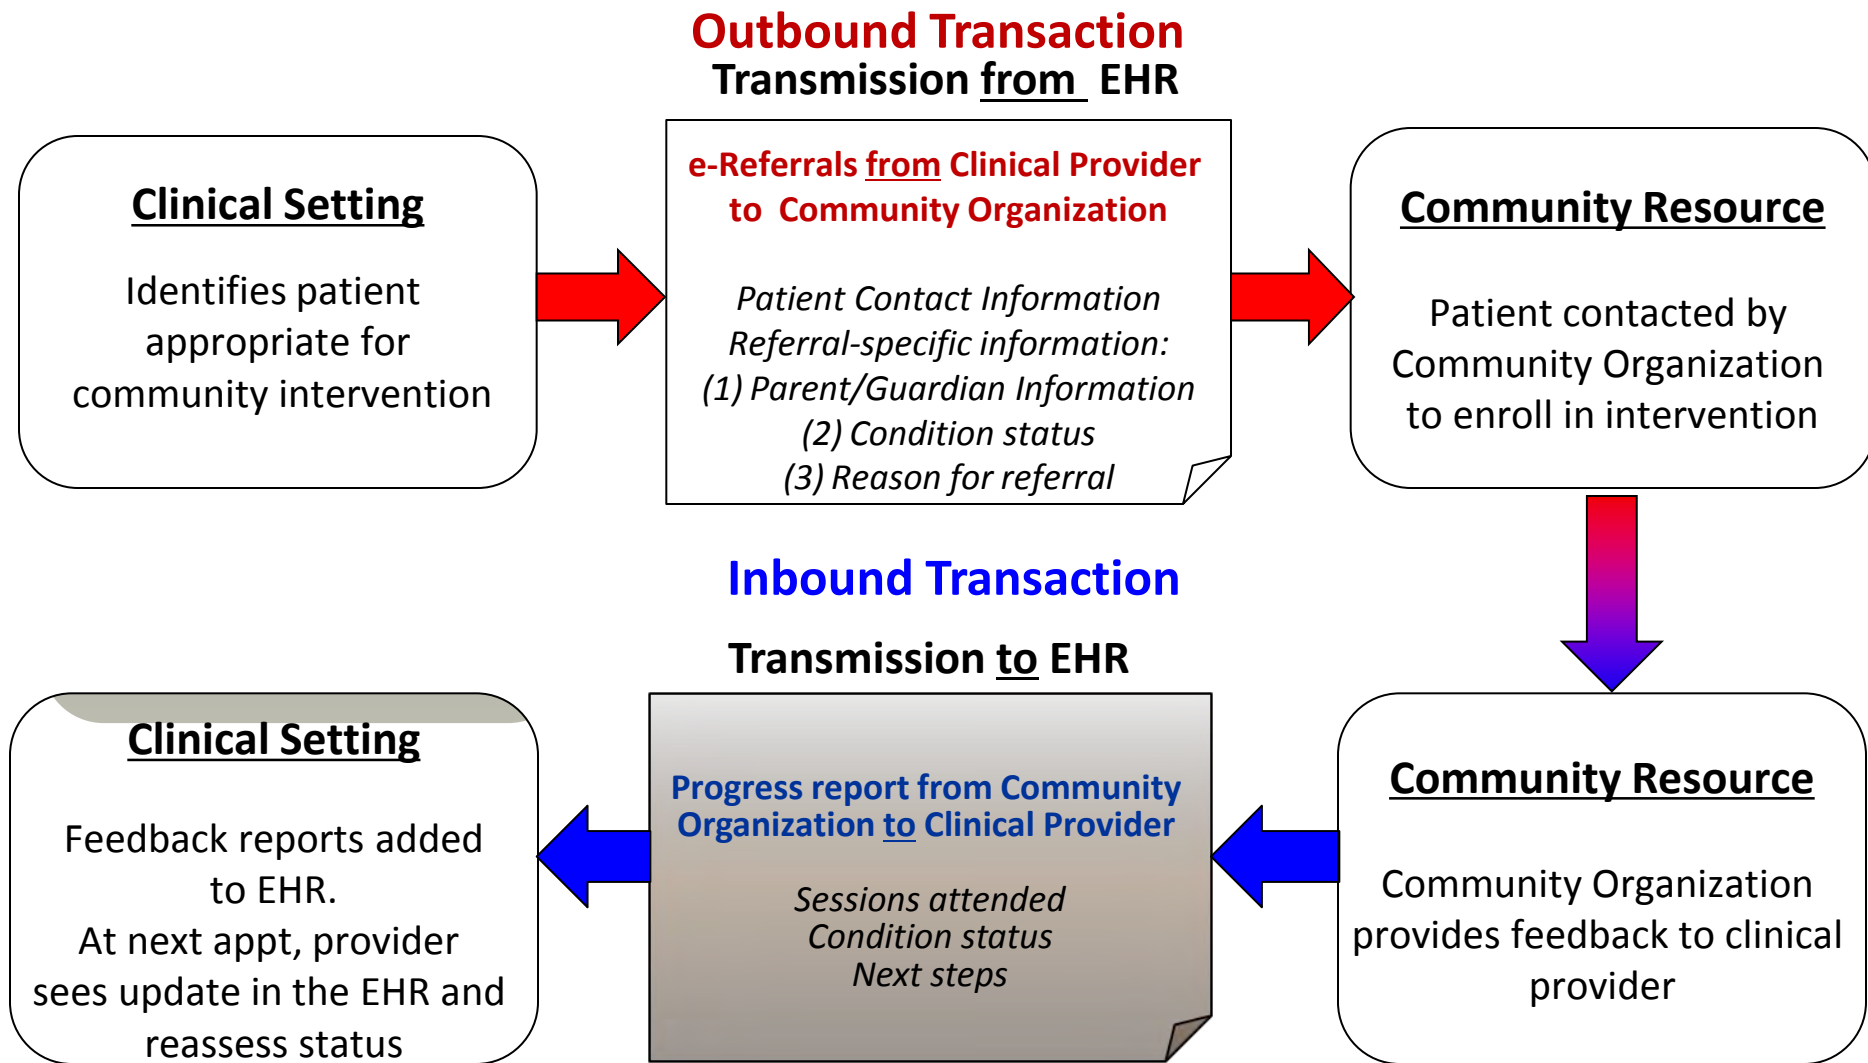 Outbound Transaction
Transmission from EHR
Clinical Setting
Identifies patient
appropriate for
community intervention
e-Referrals from Clinical Provider
to Community Organization
Patient Contact Information
Referral-specific information:
(1) Parent/Guardian Information
(2) Condition status
(3) Reason for referral
Community Resource
Patient contacted by
Community Organization
to enroll in intervention
Inbound Transaction
Transmission to EHR
Clinical Setting
Feedback reports added
to EHR.
At next appt, provider
sees update in the EHR and
reassess status
Progress report from Community
Organization to Clinical Provider
Sessions attended
Condition status
Next steps
Community Resource
Community Organization
provides feedback to clinical
provider